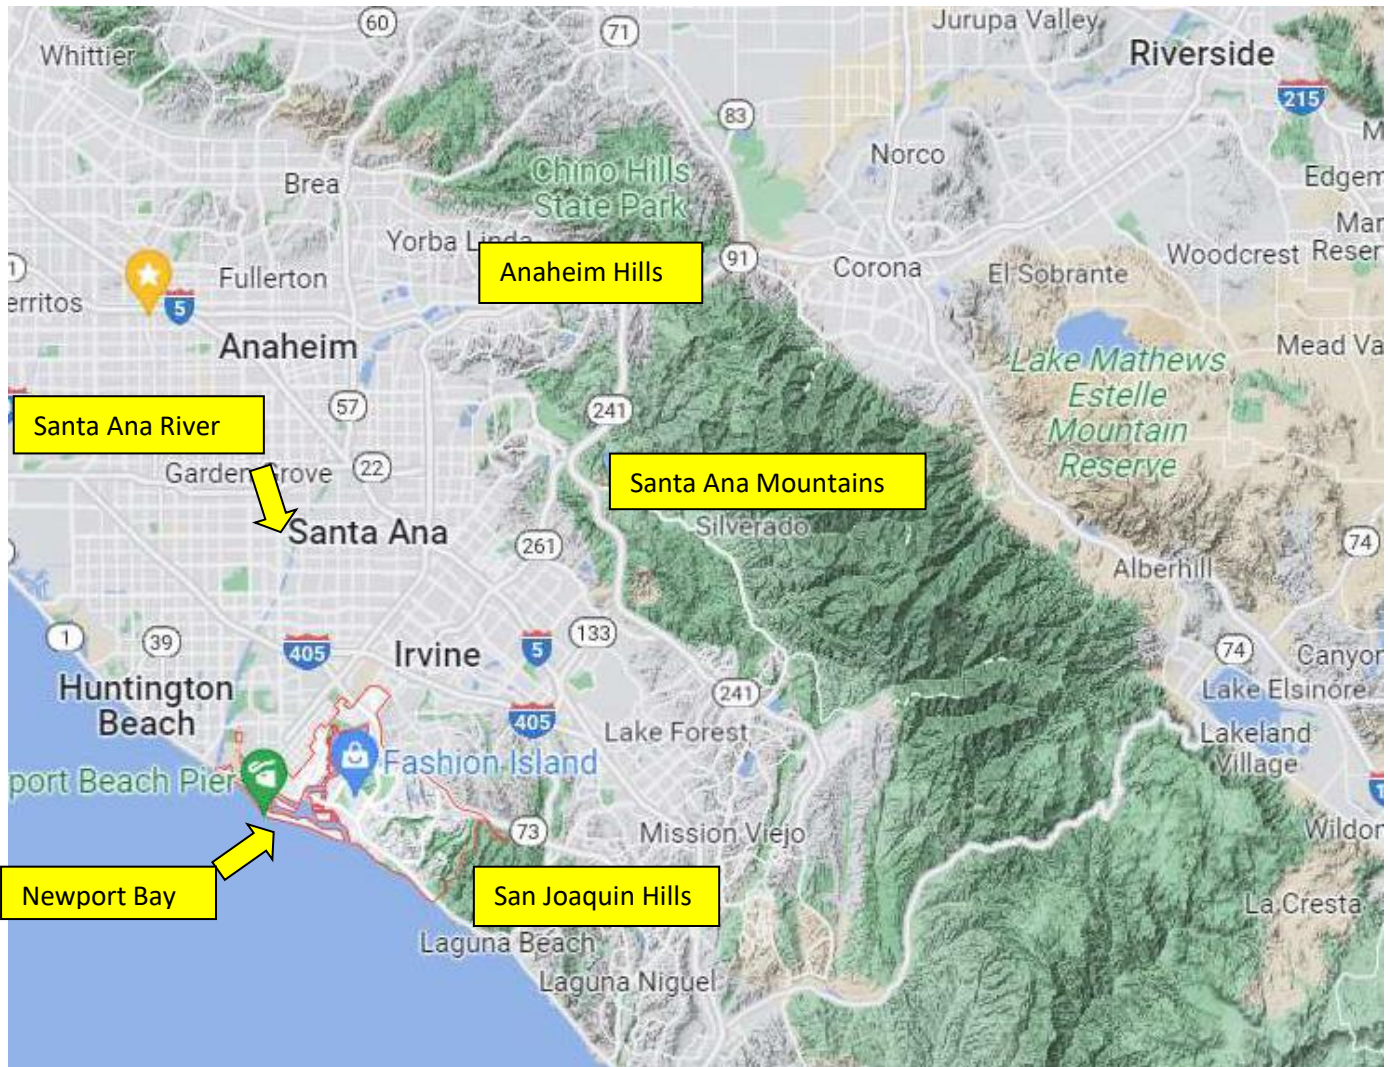 60
71
Jurupa Valley
Whittier
Riverside
215
83
M
Norco
Chino Hills
State Park
Brea
Edgem
Mar
Reser
Yorba Linda
Woodcrest
Anaheim Hills
91
Corona
El Sobrante
Fullerton
erritos
5
Anaheim
Mead Va
Lake Mathews
Estelle
Mountain
Reserve
57
241
Santa Ana River
Garden Grove
22
Santa Ana Mountains
Silverado
Santa Ana
261
74
Alberhill
1
39
405
Irvine
5
133
74
Canyon
Huntington
Beach
241
Lake Elsinore
405
Lake Forest
Lakeland
Village
Fashion Island
port Beach Pier
73
Mission Viejo
Wildor
Newport Bay
San Joaquin Hills
La Cresta
Laguna Beach
Laguna Niguel